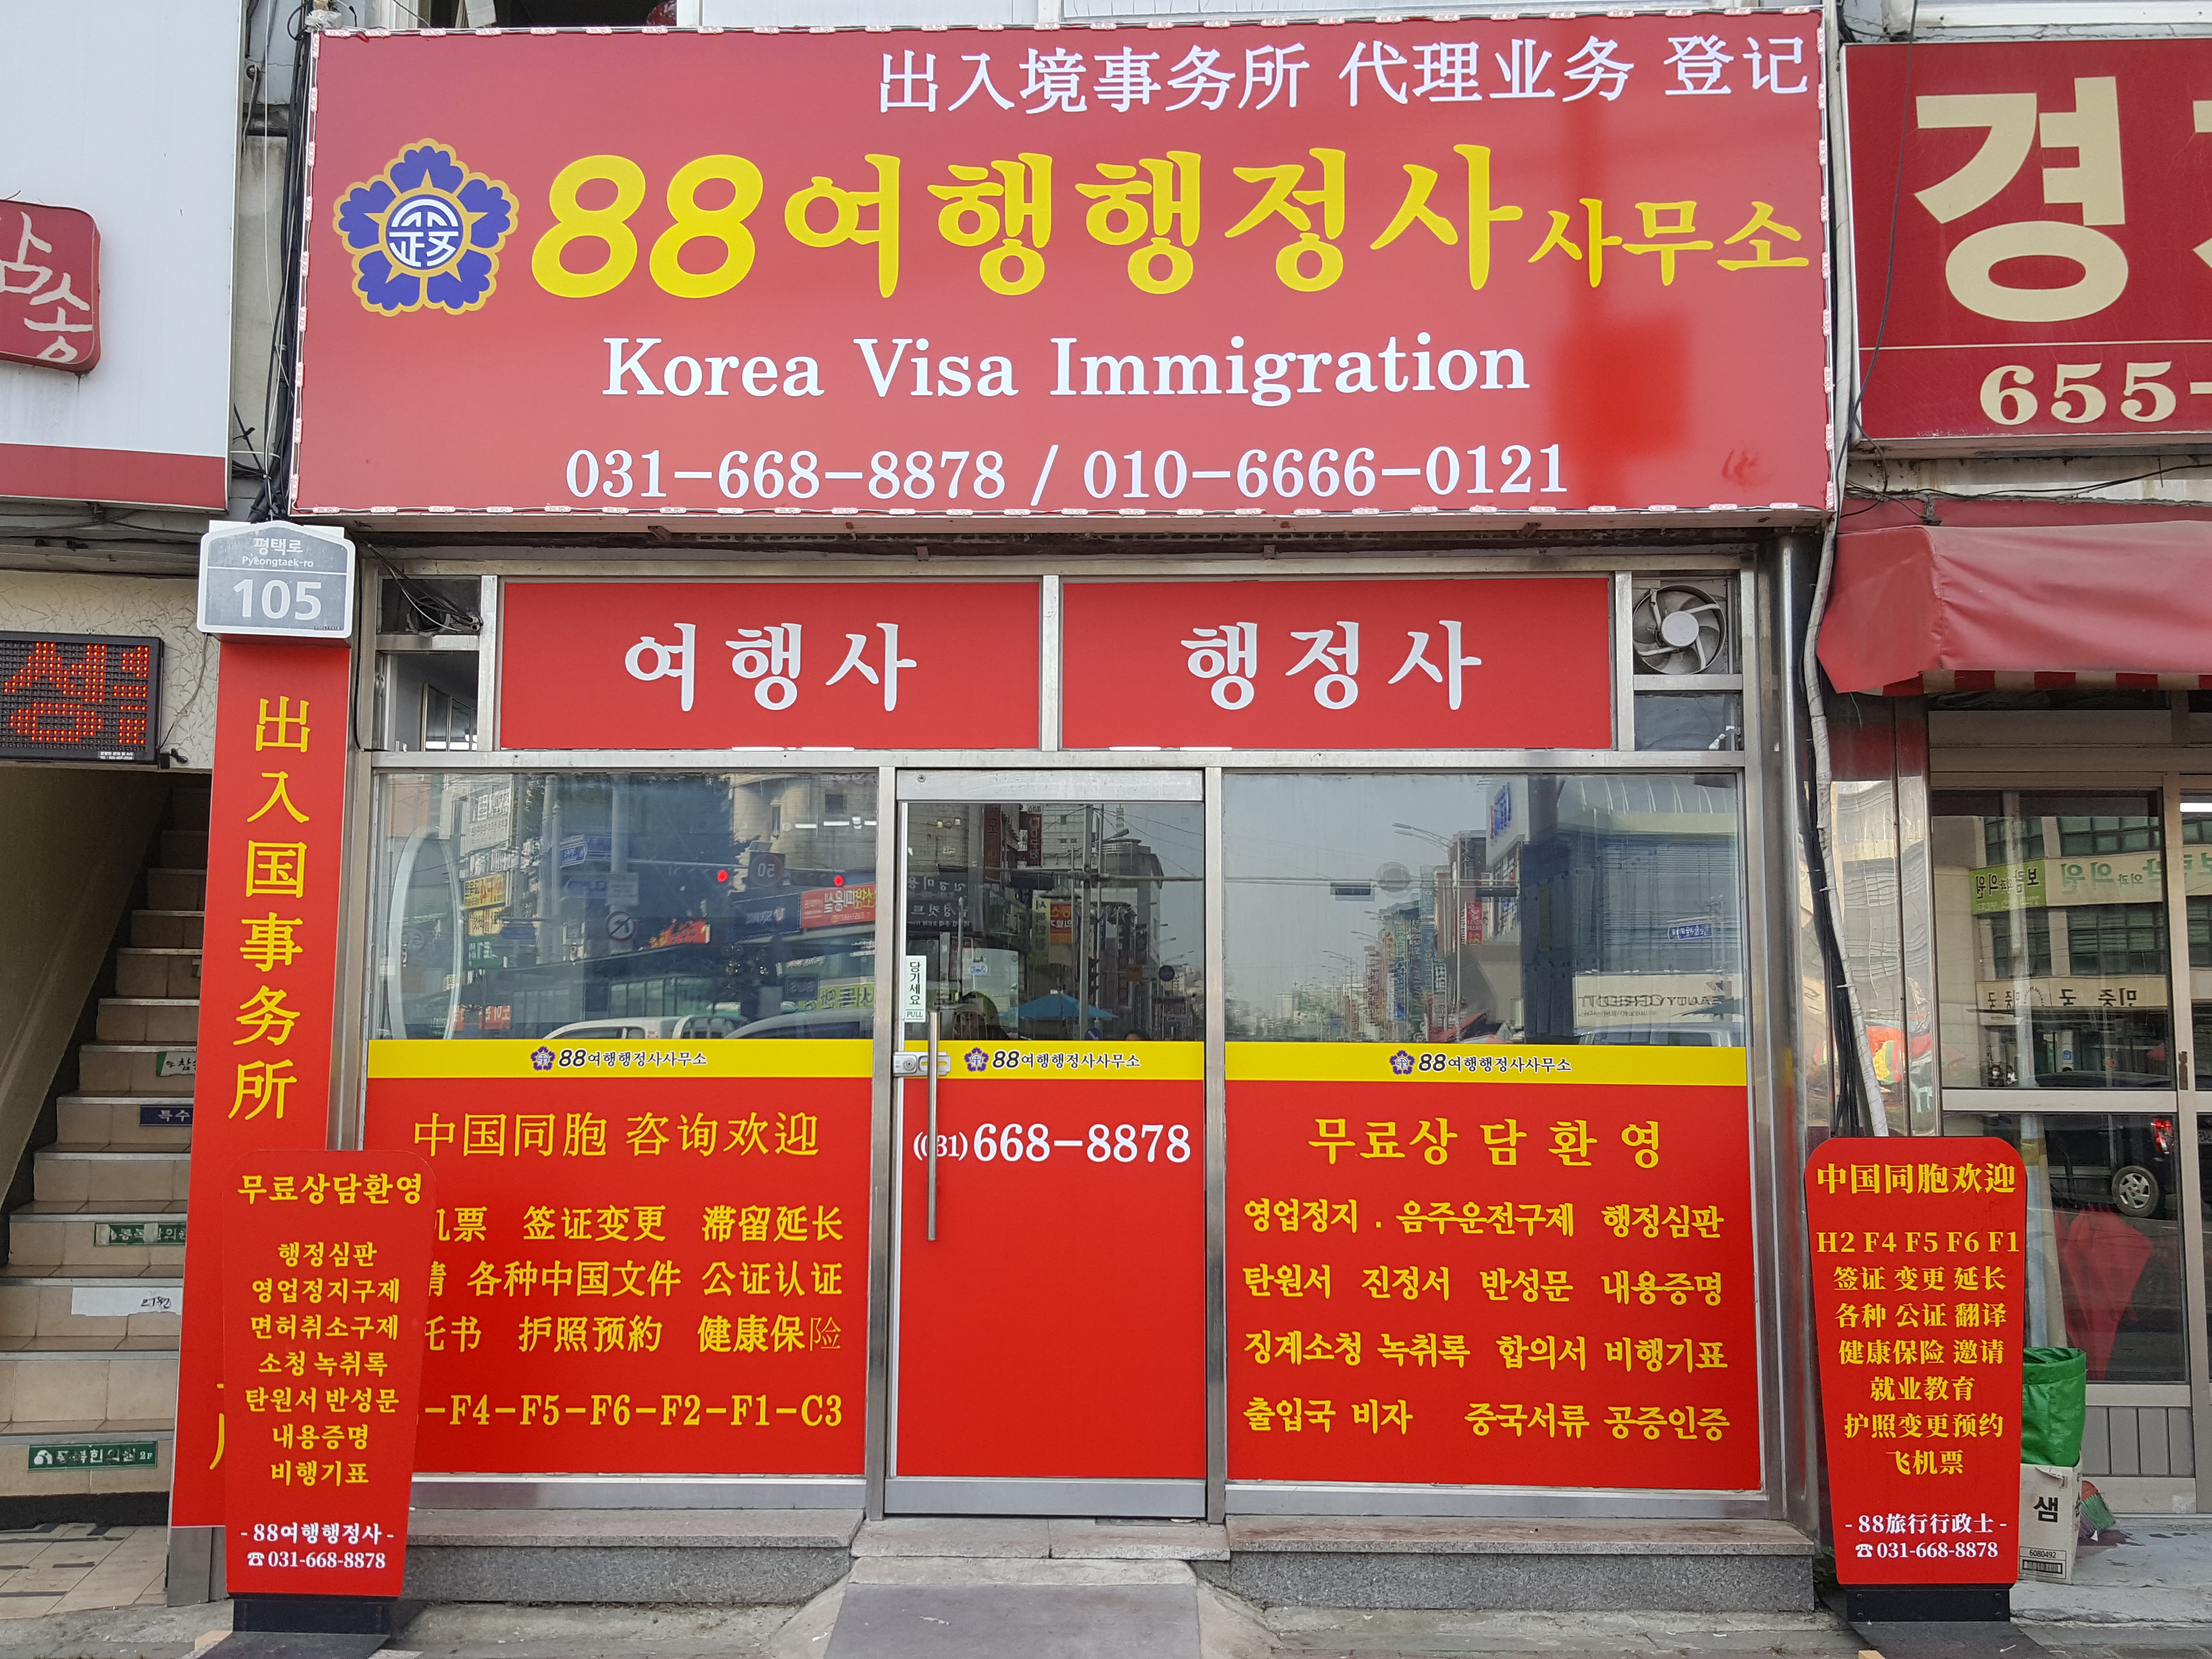 出入境事务所 代理业务 登记
88여행행정사사무소
Korea Visa Immigration
031-668-8878 / 010-6666-0121
경
655-
평택로
Pyeongtaek-ro
105
여행사
행정사
出入国事务所
당기세요
PULL
88여행행정사사무소
88여행행정사사무소
88여행행정사사무소
中国同胞 咨询欢迎
机票 签证变更 滞留延长
各种中国文件 公证认证
托书 护照预約 健康保险
-F4-F5-F6-F2-F1-C3
(031)668-8878
무료상 담 환 영
영업정지 . 음주운전구제 행정심판
탄원서 진정서 반성문 내용증명
징계소청 녹취록 합의서 비행기표
출입국 비자 중국서류 공증인증
무료상담환영
행정심판
영업정지구제
면허취소구제
소청 녹취록
탄원서 반성문
내용증명
비행기표
- 88여행행정사 -
☎031-668-8878
中国同胞欢迎
H2 F4 F5 F6 F1
签证 变更 延长
各种 公证 翻译
健康保险 邀请
就业教育
护照变更预约
飞机票
- 88旅行行政士 -
☎031-668-8878
샘
6080492
특수